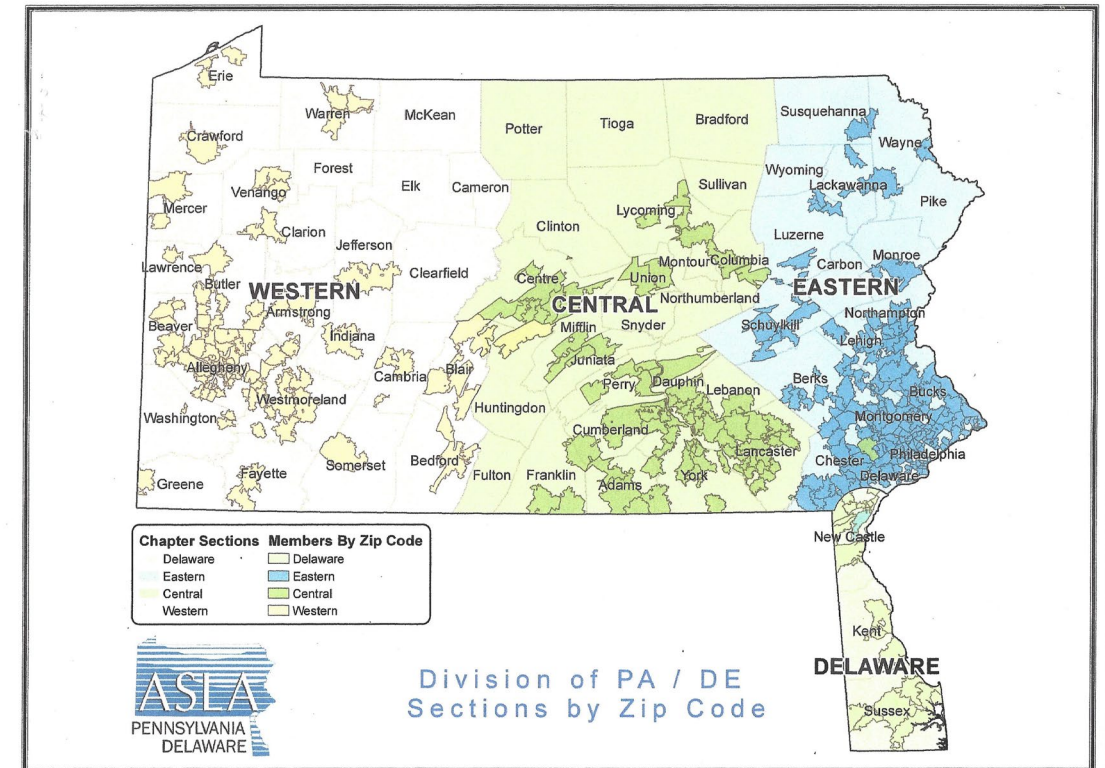 Erie
Warren
McKean
Crawford
Potter
Tioga
Bradford
Susquehanna
Wayne
Forest
Venango
Elk
Cameron
Sullivan
Wyoming
Lackawanna
Pike
Mercer
Lycoming
Clarion
Clinton
Luzerne
Jefferson
Lawrence
Clearfield
Centre
Union
Montour
Columbia
Carbon
Monroe
Butler
WESTERN
CENTRAL
EASTERN
Armstrong
Northumberland
Northampton
Beaver
Mifflin
Snyder
Schuylkill
Indiana
Lehigh
Juniata
Allegheny
Cambria
Blair
Perry
Dauphin
Lebanon
Berks
Bucks
Westmoreland
Huntingdon
Montgomery
Washington
Cumberland
Lancaster
Philadelphia
Somerset
Bedford
Chester
Greene
Fayette
Fulton
Franklin
Adams
York
Delaware
New Castle
Kent
DELAWARE
Sussex
Chapter Sections Members By Zip Code
Delaware Delaware
Eastern Eastern
Central Central
Western Western
ASLA
PENNSYLVANIA
DELAWARE
Division of PA / DE
Sections by Zip Code